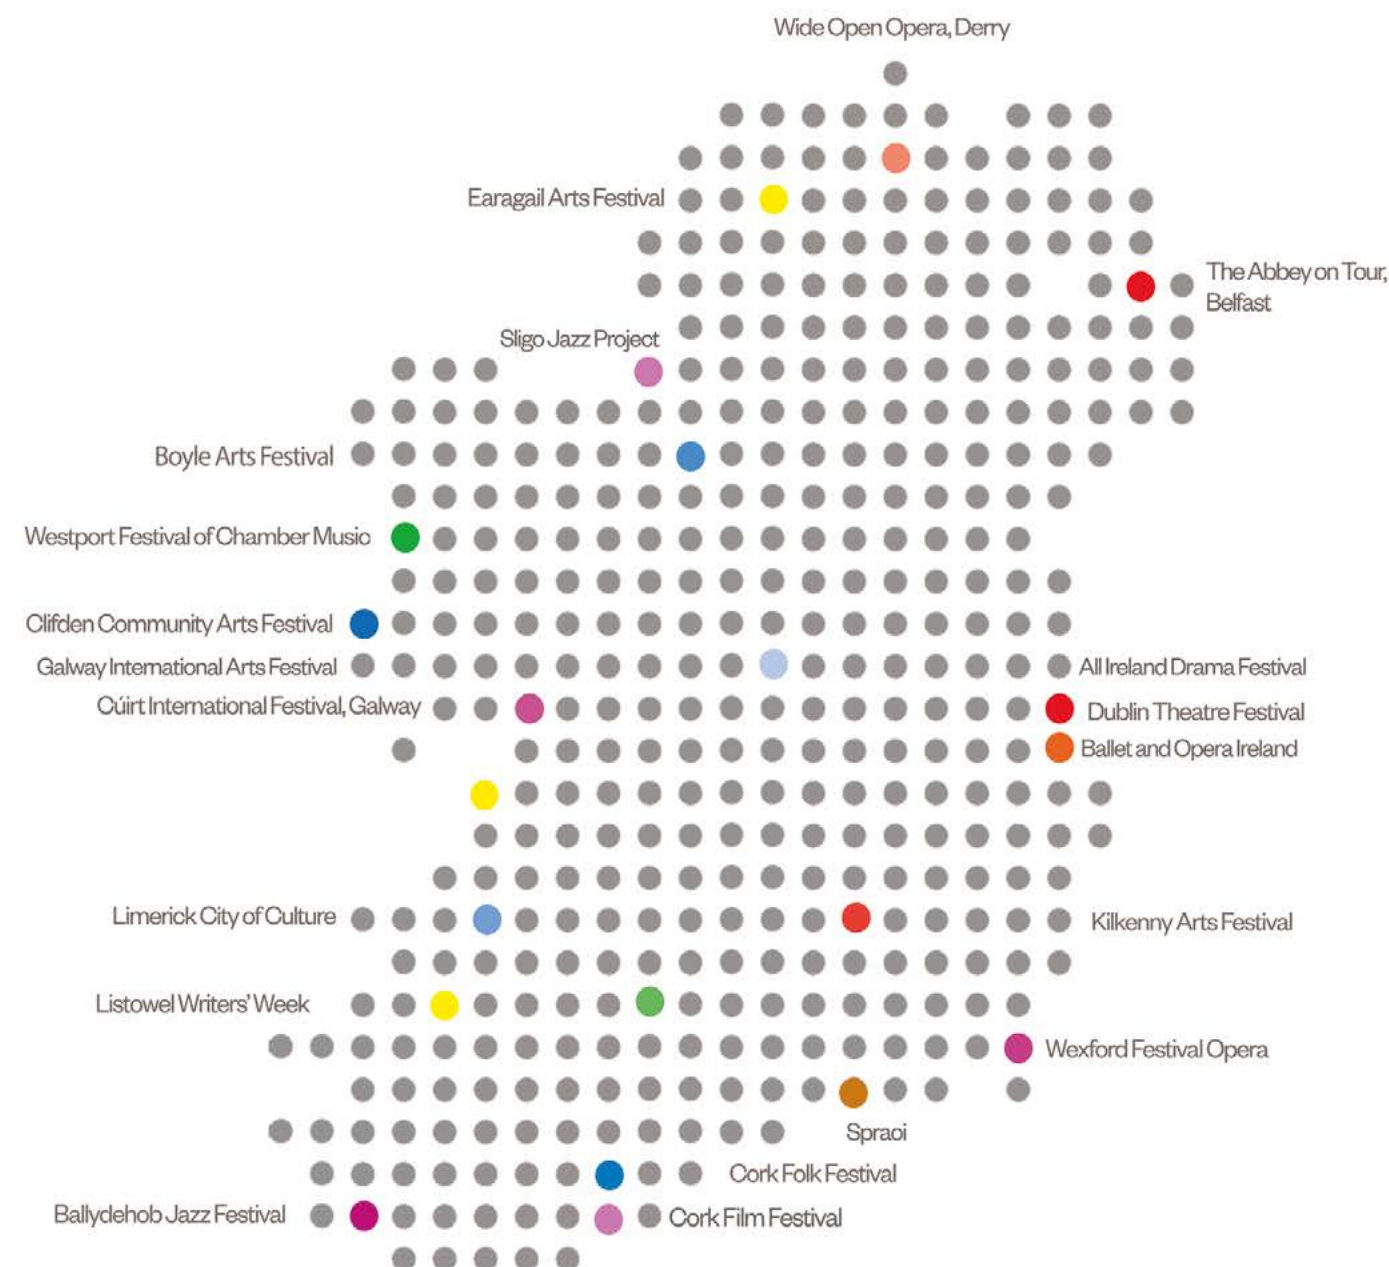 Wide Open Opera, Derry
Earagail Arts Festival
The Abbey on Tour,
Belfast
Sligo Jazz Project
Boyle Arts Festival
Westport Festival of Chamber Music
Clifden Community Arts Festival
Galway International Arts Festival
All Ireland Drama Festival
Cúirt International Festival, Galway
Dublin Theatre Festival
Ballet and Opera Ireland
Limerick City of Culture
Kilkenny Arts Festival
Listowel Writers' Week
Wexford Festival Opera
Spraoi
Cork Folk Festival
Ballydehob Jazz Festival
Cork Film Festival